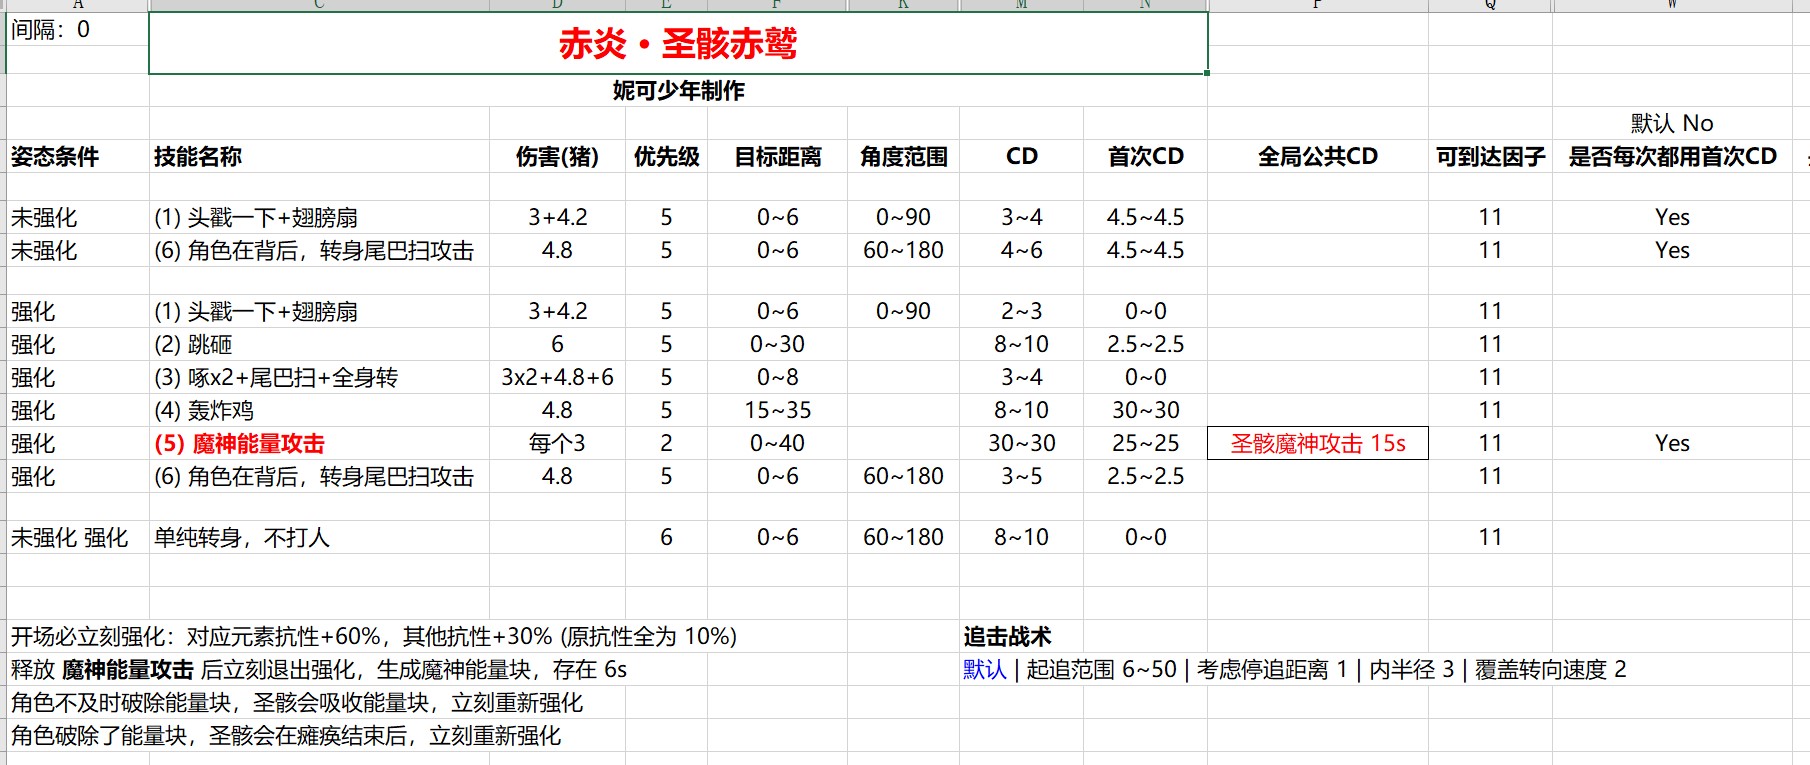 A C D E F K M N P Q W
间隔：0
赤炎・圣骸赤鹫
妮可少年制作
默认 No
姿态条件 技能名称 伤害(猪) 优先级 目标距离 角度范围 CD 首次CD 全局公共CD 可到达因子 是否每次都用首次CD
未强化 (1) 头戳一下+翅膀扇 3+4.2 5 0~6 0~90 3~4 4.5~4.5 11 Yes
未强化 (6) 角色在背后，转身尾巴扫攻击 4.8 5 0~6 60~180 4~6 4.5~4.5 11 Yes
强化 (1) 头戳一下+翅膀扇 3+4.2 5 0~6 0~90 2~3 0~0 11
强化 (2) 跳砸 6 5 0~30 8~10 2.5~2.5 11
强化 (3) 啄x2+尾巴扫+全身转 3x2+4.8+6 5 0~8 3~4 0~0 11
强化 (4) 轰炸鸡 4.8 5 15~35 8~10 30~30 11
强化 (5) 魔神能量攻击 每个3 2 0~40 30~30 25~25 圣骸魔神攻击 15s 11 Yes
强化 (6) 角色在背后，转身尾巴扫攻击 4.8 5 0~6 60~180 3~5 2.5~2.5 11
未强化 强化 单纯转身，不打人 6 0~6 60~180 8~10 0~0 11
开场必立刻强化：对应元素抗性+60%，其他抗性+30% (原抗性全为 10%) 追击战术
释放 魔神能量攻击 后立刻退出强化，生成魔神能量块，存在 6s 默认 | 起追范围 6~50 | 考虑停追距离 1 | 内半径 3 | 覆盖转向速度 2
角色不及时破除能量块，圣骸会吸收能量块，立刻重新强化
角色破除了能量块，圣骸会在瘫痪结束后，立刻重新强化